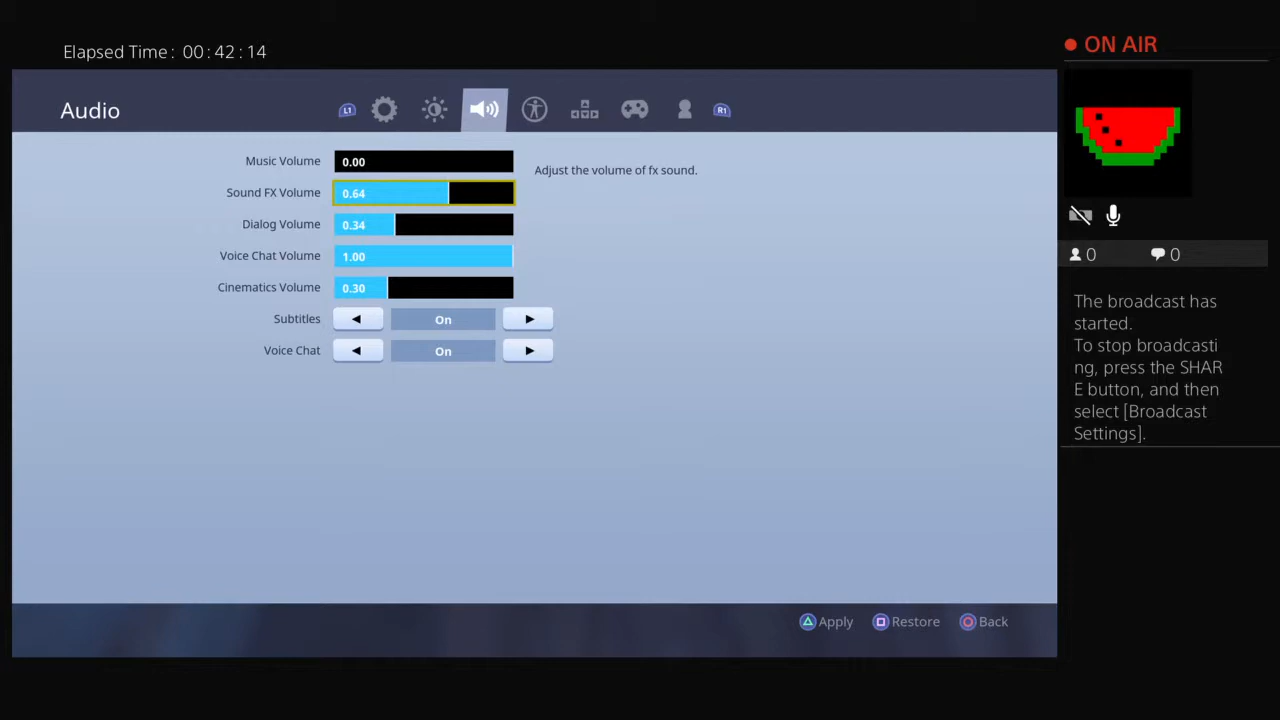 Elapsed Time: 00:42:14
ON AIR
Audio
L1
R1
Music Volume 0.00
Adjust the volume of fx sound.
Sound FX Volume 0.64
Dialog Volume 0.34
Voice Chat Volume 1.00
Cinematics Volume 0.30
Subtitles On
Voice Chat On
0 0
The broadcast has
started.
To stop broadcasti
ng, press the SHAR
E button, and then
select [Broadcast
Settings].
Apply Restore Back